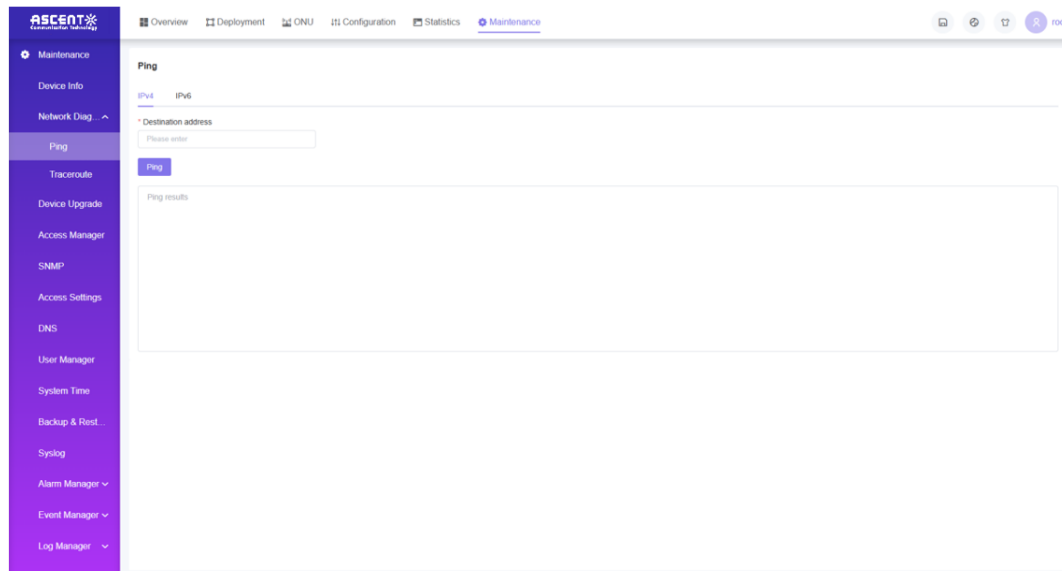 ASCENT
Communication Technology
Overview Deployment ONU Configuration Statistics Maintenance roo
Maintenance
Device Info
Network Diag...
Ping
Traceroute
Device Upgrade
Access Manager
SNMP
Access Settings
DNS
User Manager
System Time
Backup & Rest...
Syslog
Alarm Manager
Event Manager
Log Manager
Ping
IPv4 IPv6
* Destination address
Please enter
Ping
Ping results